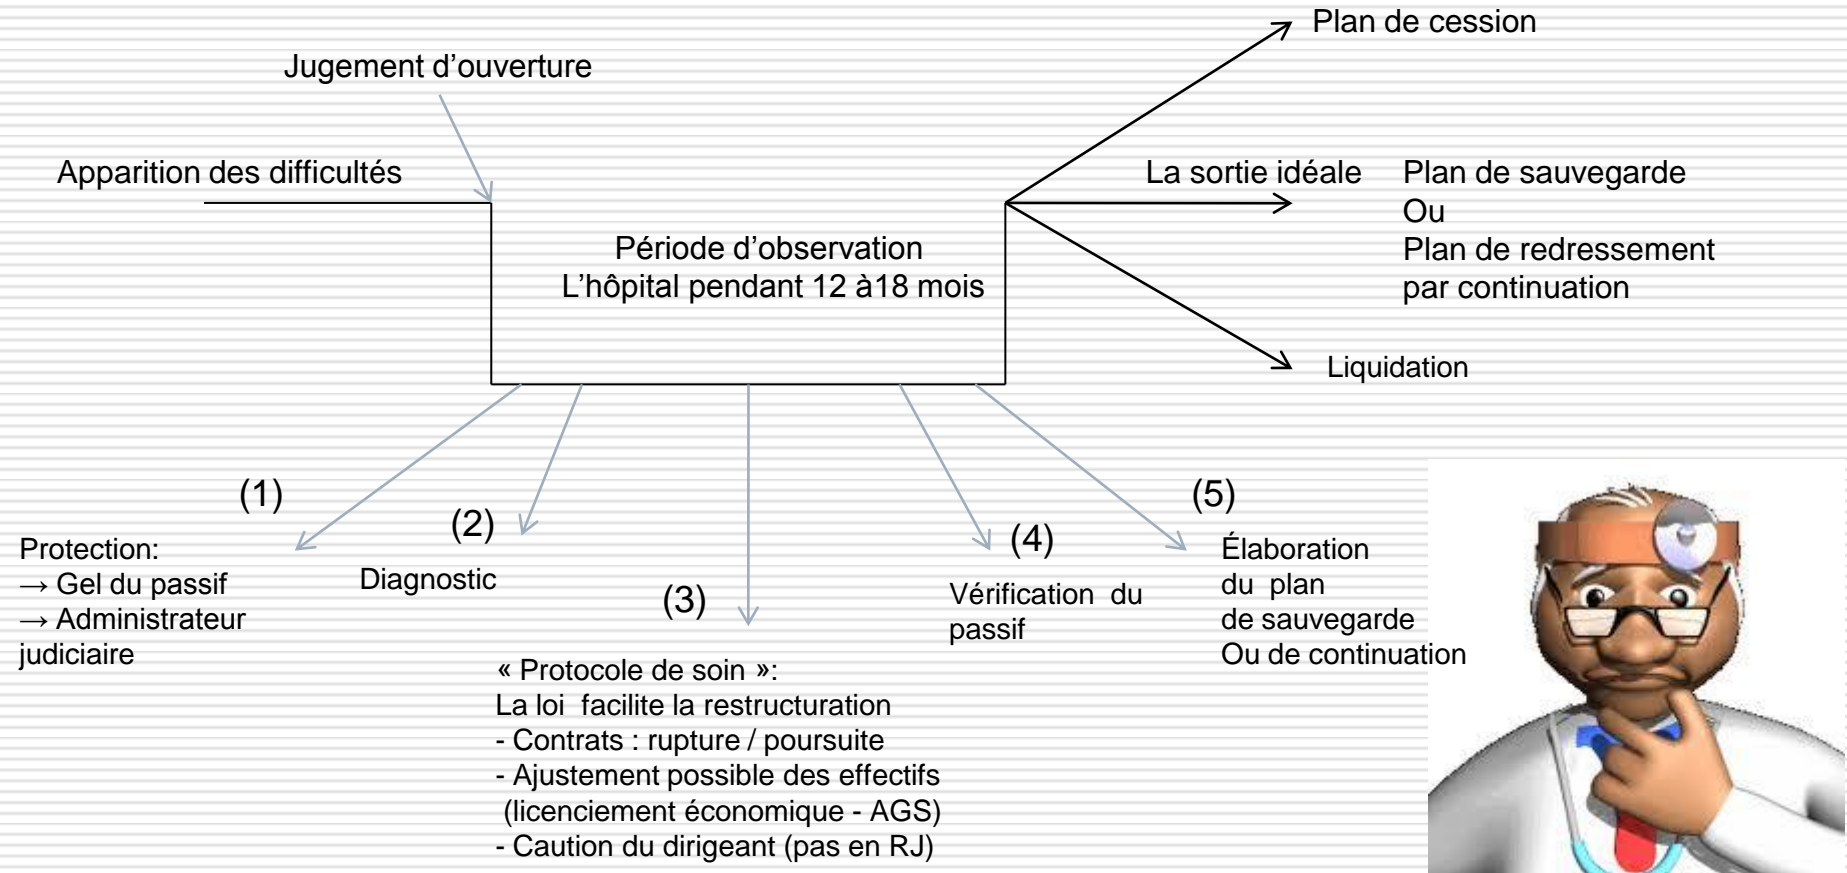 Plan de cession
Jugement d'ouverture
Apparition des difficultés
La sortie idéale
Plan de sauvegarde
Ou
Plan de redressement
par continuation
Période d'observation
L'hôpital pendant 12 à18 mois
Liquidation
(1)
Protection:
→ Gel du passif
→ Administrateur
judiciaire
(2)
Diagnostic
(3)
« Protocole de soin »:
La loi facilite la restructuration
- Contrats : rupture / poursuite
- Ajustement possible des effectifs
(licenciement économique - AGS)
- Caution du dirigeant (pas en RJ)
(4)
Vérification du
passif
(5)
Élaboration
du plan
de sauvegarde
Ou de continuation